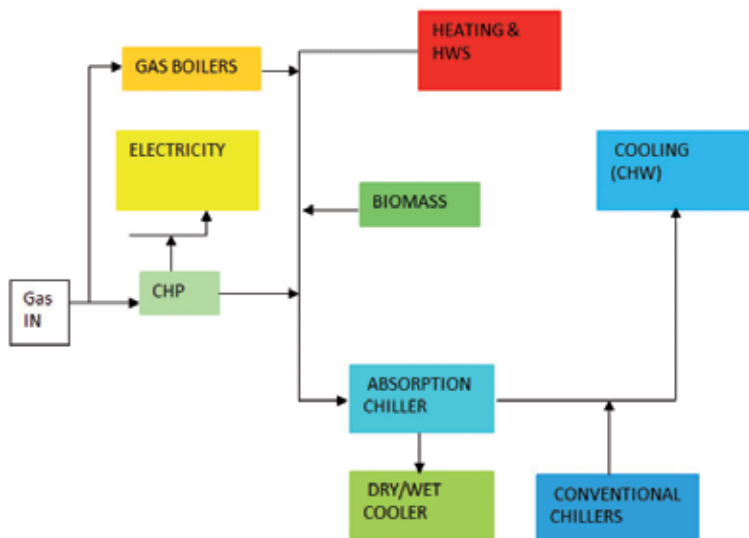 HEATING &
HWS
GAS BOILERS
ELECTRICITY
COOLING
(CHW)
BIOMASS
CHP
Gas
IN
ABSORPTION
CHILLER
DRY/WET
COOLER
CONVENTIONAL
CHILLERS